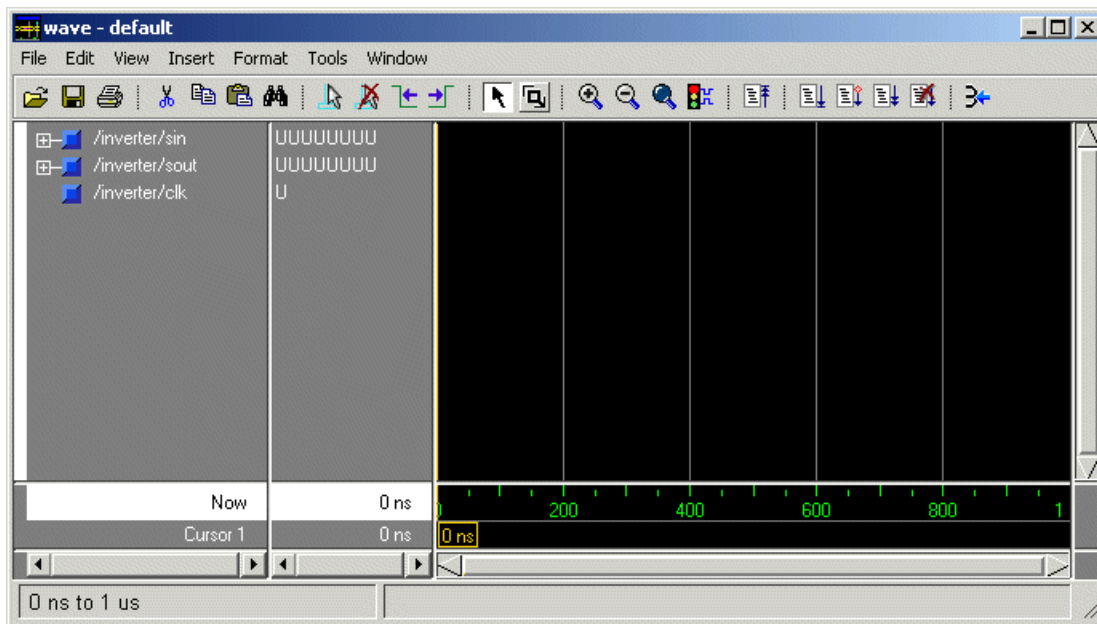 wave - default
File Edit View Insert Format Tools Window
/inverter/sin UUUUUUUU
/inverter/sout UUUUUUUU
/inverter/clk U
Now 0 ns
200 400 600 800 1
Cursor 1 0 ns 0 ns
0 ns to 1 us